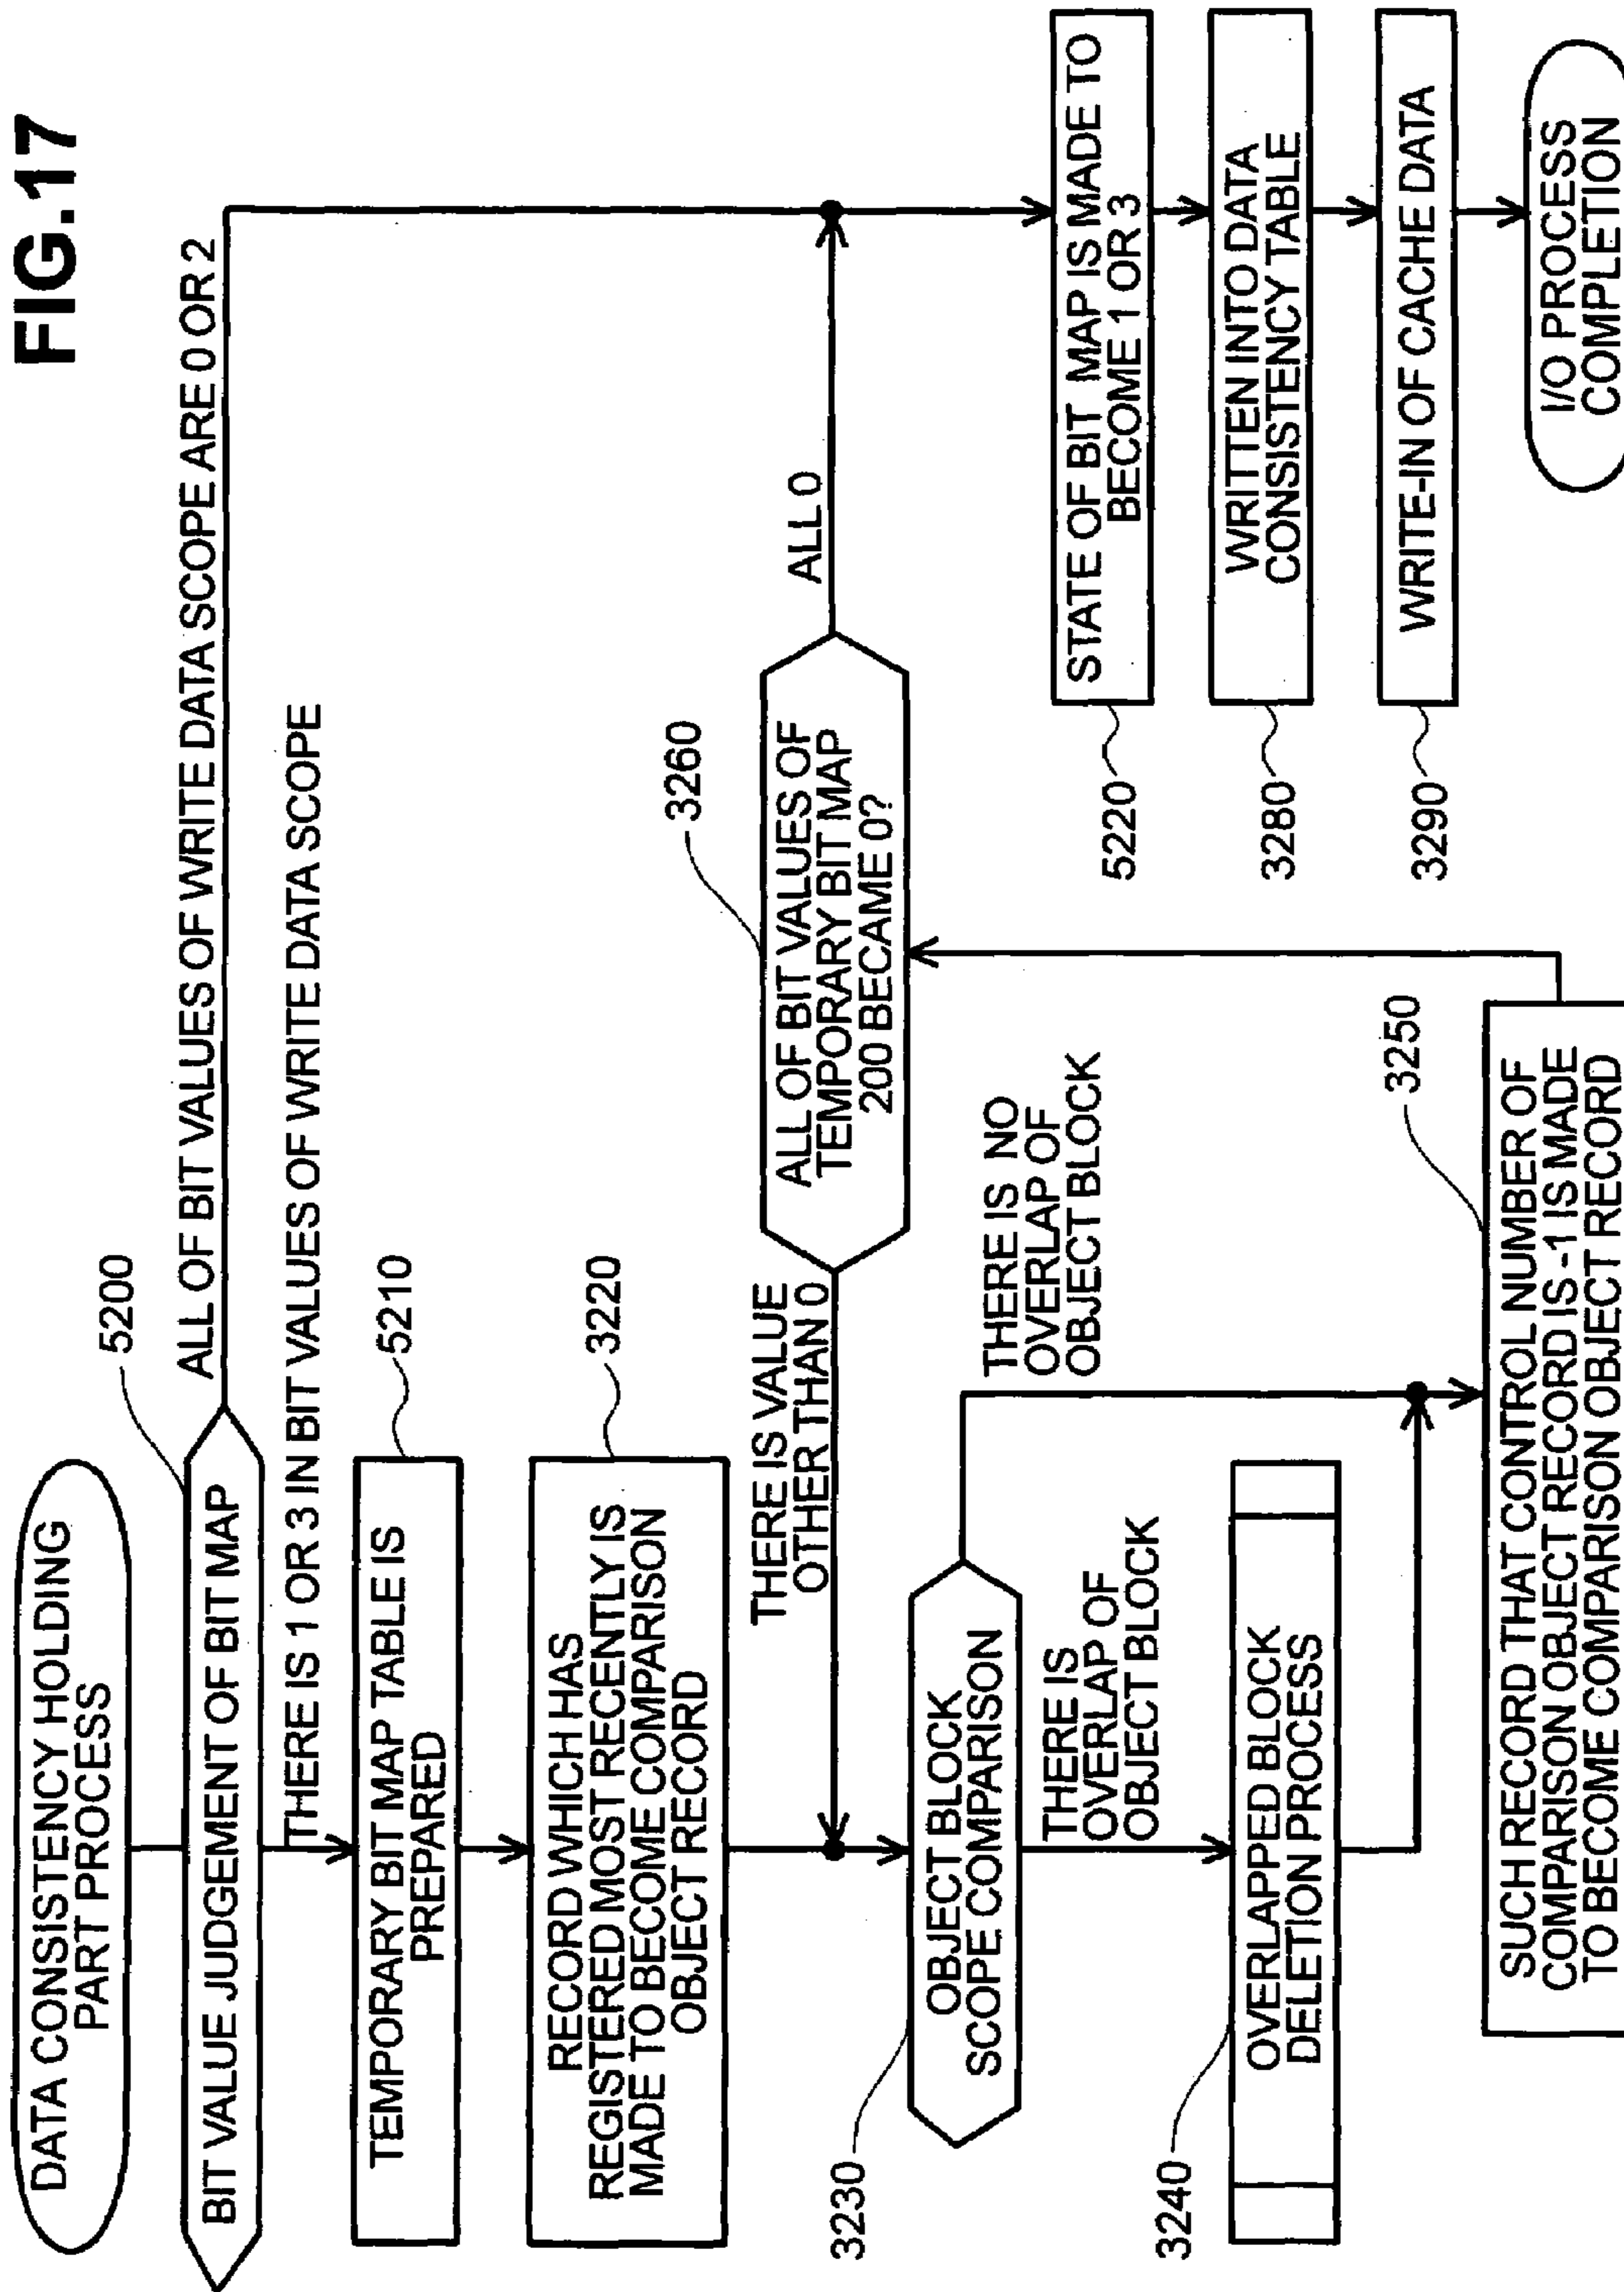 FIG.17
DATA CONSISTENCY HOLDING
PART PROCESS
5200
BIT VALUE JUDGEMENT OF BIT MAP
ALL OF BIT VALUES OF WRITE DATA SCOPE ARE 0 OR 2
THERE IS 1 OR 3 IN BIT VALUES OF WRITE DATA SCOPE
5210
TEMPORARY BIT MAP TABLE IS
PREPARED
3220
RECORD WHICH HAS
REGISTERED MOST RECENTLY IS
MADE TO BECOME COMPARISON
OBJECT RECORD
THERE IS VALUE
OTHER THAN 0
3230
OBJECT BLOCK
SCOPE COMPARISON
THERE IS NO
OVERLAP OF
OBJECT BLOCK
THERE IS
OVERLAP OF
OBJECT BLOCK
3240
OVERLAPPED BLOCK
DELETION PROCESS
3250
SUCH RECORD THAT CONTROL NUMBER OF
COMPARISON OBJECT RECORD IS -1 IS MADE
TO BECOME COMPARISON OBJECT RECORD
3260
ALL OF BIT VALUES OF
TEMPORARY BIT MAP
200 BECAME 0?
ALL 0
5220
STATE OF BIT MAP IS MADE TO
BECOME 1 OR 3
3280
WRITTEN INTO DATA
CONSISTENCY TABLE
3290
WRITE-IN OF CACHE DATA
I/O PROCESS
COMPLETION